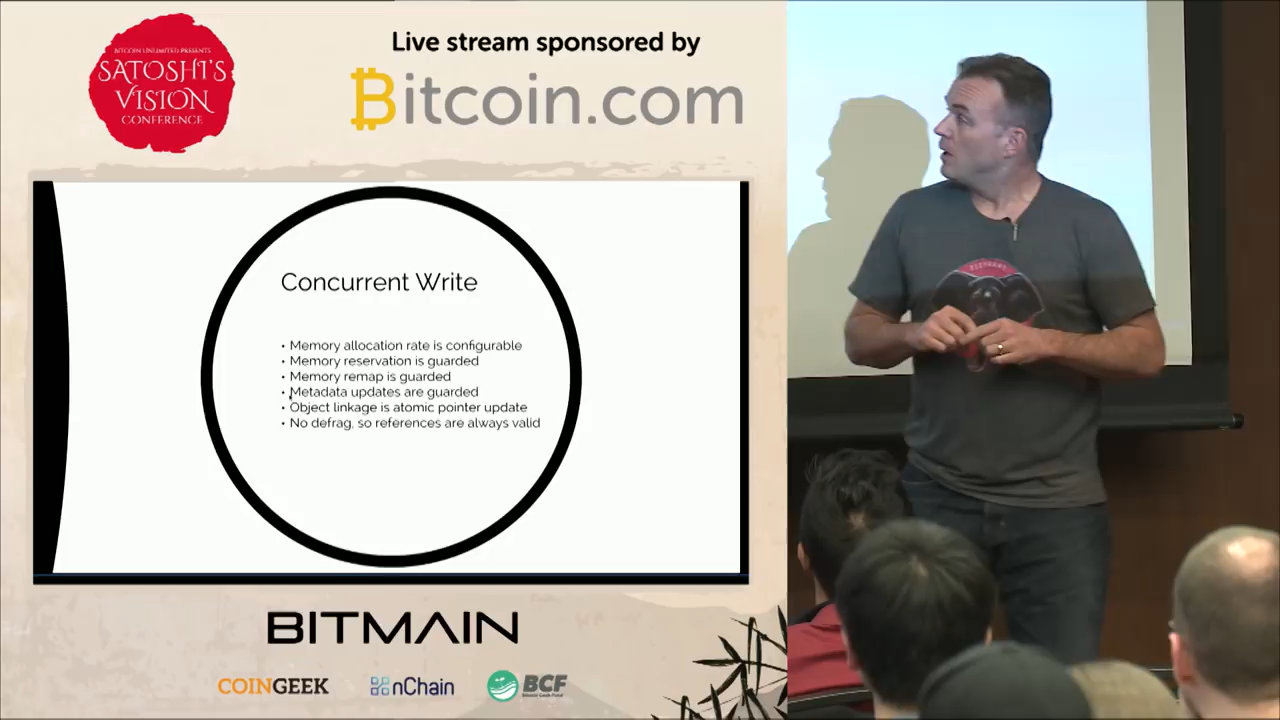 BITCOIN UNLIMITED PRESENTS
SATOSHI'S
VISION
CONFERENCE
Live stream sponsored by
Bitcoin.com
Concurrent Write
• Memory allocation rate is configurable
• Memory reservation is guarded
• Memory remap is guarded
• Metadata updates are guarded
• Object linkage is atomic pointer update
• No defrag, so references are always valid
BITMAIN
COINGEEK
nChain
BCF